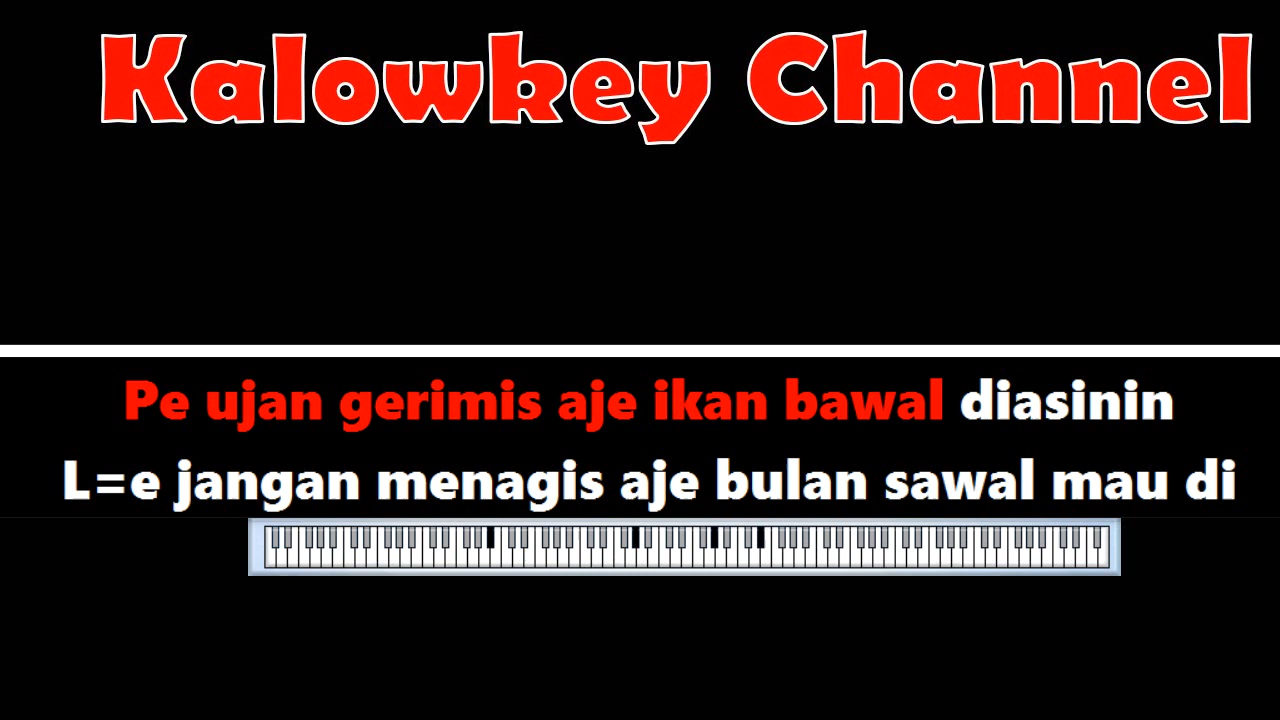 Kalowkey Channel
Pe ujan gerimis aje ikan bawal diasinin
L=e jangan menagis aje bulan sawal mau di